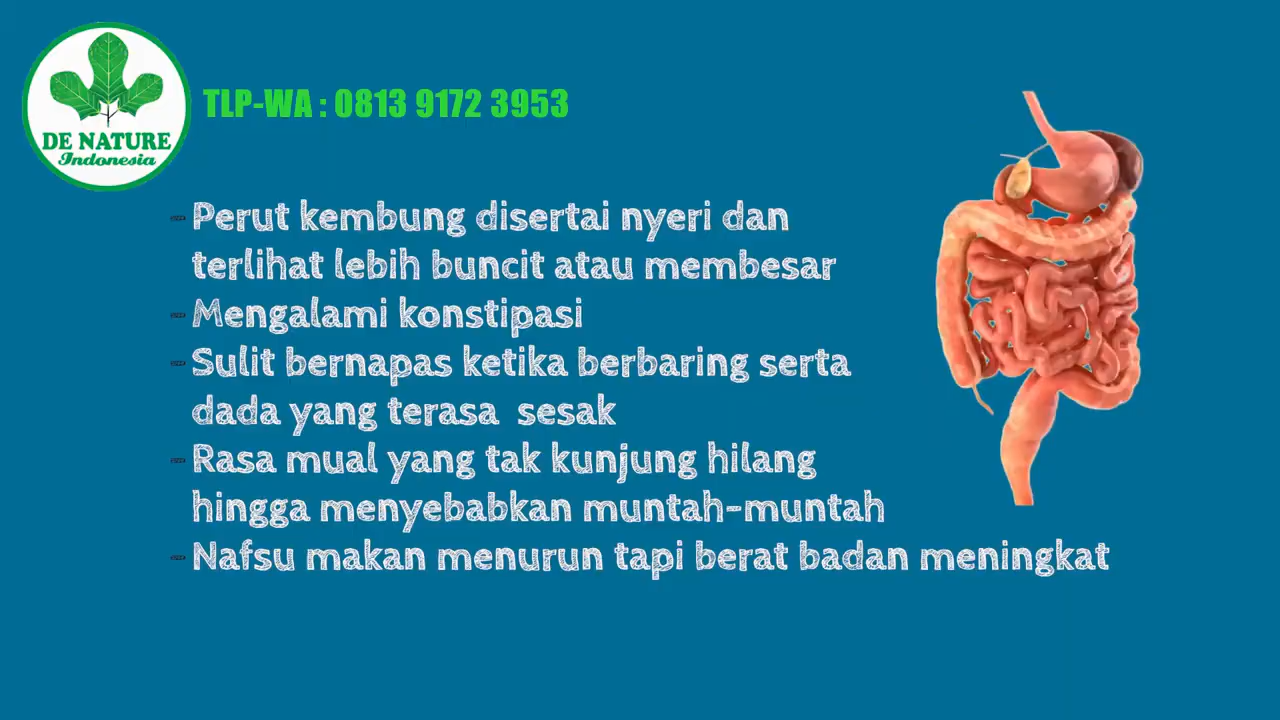 DE NATURE
Indonesia
TLP-WA : 0813 9172 3953
- Perut kembung disertai nyeri dan
terlihat lebih buncit atau membesar
- Mengalami konstipasi
- Sulit bernapas ketika berbaring serta
dada yang terasa sesak
- Rasa mual yang tak kunjung hilang
hingga menyebabkan muntah-muntah
- Nafsu makan menurun tapi berat badan meningkat